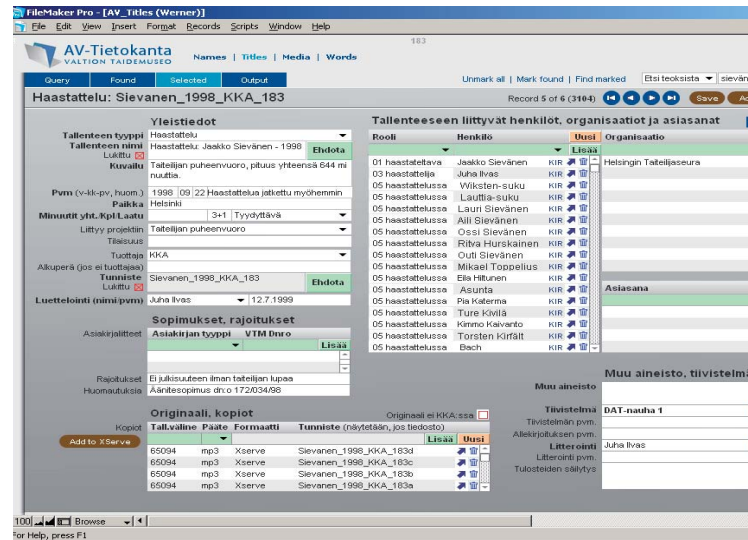 FileMaker Pro - [AV_Titles (Werner)]
File Edit View Insert Format Records Scripts Window Help
183
AV-Tietokanta
VALTION TAIDEMUSEO
Names | Titles | Media | Words
Query Found Selected Output
Unmark all | Mark found | Find marked Etsi teoksista sievän
Haastattelu: Sievanen_1998_KKA_183
Record 5 of 6 (3104) Save
Yleistiedot
Tallenteen tyyppi Haastattelu
Tallenteen nimi Haastattelu: Jaakko Sievänen - 1998 Ehdota
Lukittu
Kuvailu Taiteilijan puheenvuoro, pituus yhteensä 644 mi
nuuttia.
Pvm (v-kk-pv, huom.) 1998 09 22 Haastattelua jatkettu myöhemmin
Paikka Helsinki
Minuutit yht./Kpl/Laatu 3+1 Tyydyttävä
Liittyy projektiin Taiteilijan puheenvuoro
Tilaisuus
Tuottaja KKA
Alkuperä (jos ei tuottajaa)
Tunniste Sievanen_1998_KKA_183 Ehdota
Lukittu
Luettelointi (nimi/pvm) Juha Ilvas 12.7.1999
Sopimukset, rajoitukset
Asiakirjaliitteet Asiakirjan tyyppi VTM Dnro
Lisää
Rajoitukset Ei julkisuuteen ilman taiteilijan lupaa
Huomautuksia Äänitesopimus dn:o 172/034/98
Originaali, kopiot
Originaali ei KKA:ssa
Kopiot Tall.väline Pääte Formaatti Tunniste (näytetään, jos tiedosto)
Add to XServe
Lisää Uusi
65094 mp3 Xserve Sievanen_1998_KKA_183d
65094 mp3 Xserve Sievanen_1998_KKA_183c
65094 mp3 Xserve Sievanen_1998_KKA_183b
65094 mp3 Xserve Sievanen_1998_KKA_183a
Tallenteeseen liittyvät henkilöt, organisaatiot ja asiasanat
Rooli Henkilö Uusi Organisaatio
Lisää
01 haastateltava Jaakko Sievänen KIR Helsingin Taiteilijaseura
03 haastattelija Juha Ilvas KIR
05 haastattelussa Wiksten-suku KIR
05 haastattelussa Lauttia-suku KIR
05 haastattelussa Lauri Sievänen KIR
05 haastattelussa Aili Sievänen KIR
05 haastattelussa Ossi Sievänen KIR
05 haastattelussa Ritva Hurskainen KIR
05 haastattelussa Outi Sievänen KIR
05 haastattelussa Mikael Toppelius KIR
05 haastattelussa Eila Hiltunen KIR
05 haastattelussa Asunta KIR
05 haastattelussa Pia Katerma KIR
05 haastattelussa Ture Kivilä KIR
05 haastattelussa Kimmo Kaivanto KIR
05 haastattelussa Torsten Kirfält KIR
05 haastattelussa Bach KIR
Asiasana
Muu aineisto, tiivistelmä
Muu aineisto
Tiivistelmä DAT-nauha 1
Tiivistelmän pvm.
Allekirjoituksen pvm.
Litterointi Juha Ilvas
Litterointi pvm.
Tulosteiden säilytys
100 Browse
For Help, press F1